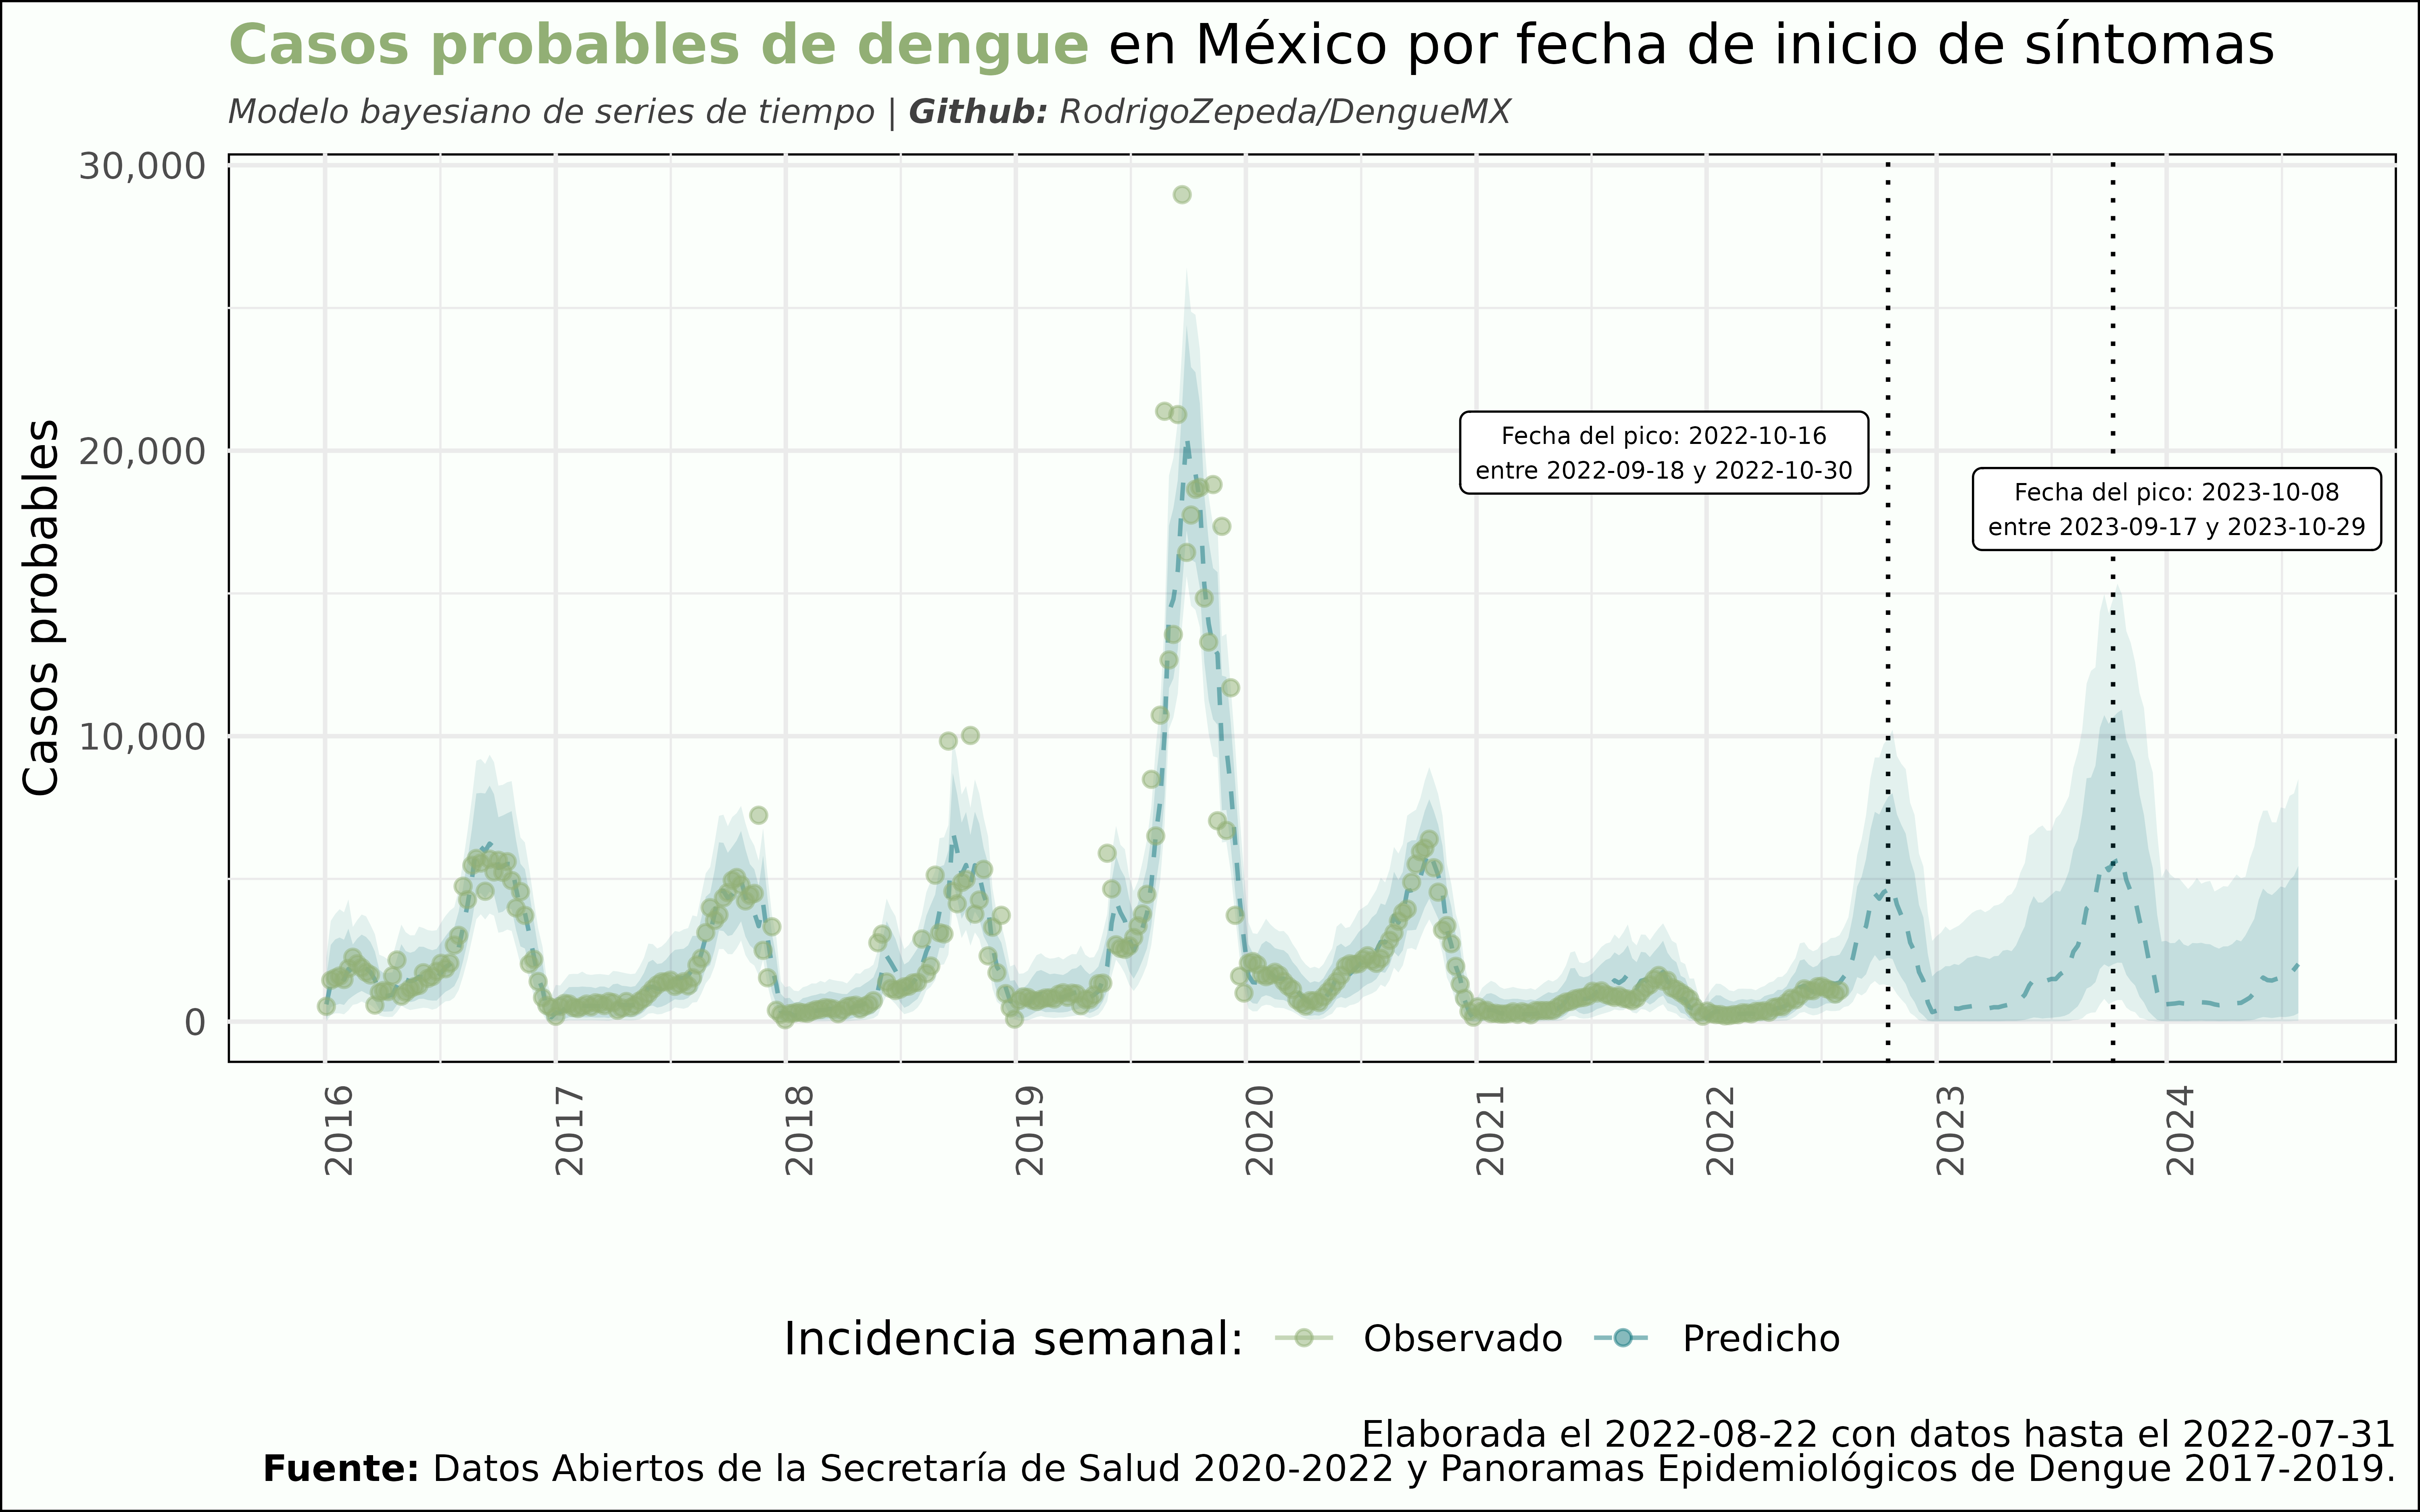 Casos probables de dengue en México por fecha de inicio de síntomas
Modelo bayesiano de series de tiempo | Github: RodrigoZepeda/DengueMX
Casos probables
30,000
20,000
10,000
0
Fecha del pico: 2022-10-16
entre 2022-09-18 y 2022-10-30
Fecha del pico: 2023-10-08
entre 2023-09-17 y 2023-10-29
2016
2017
2018
2019
2020
2021
2022
2023
2024
Incidencia semanal: Observado Predicho
Elaborada el 2022-08-22 con datos hasta el 2022-07-31
Fuente: Datos Abiertos de la Secretaría de Salud 2020-2022 y Panoramas Epidemiológicos de Dengue 2017-2019.